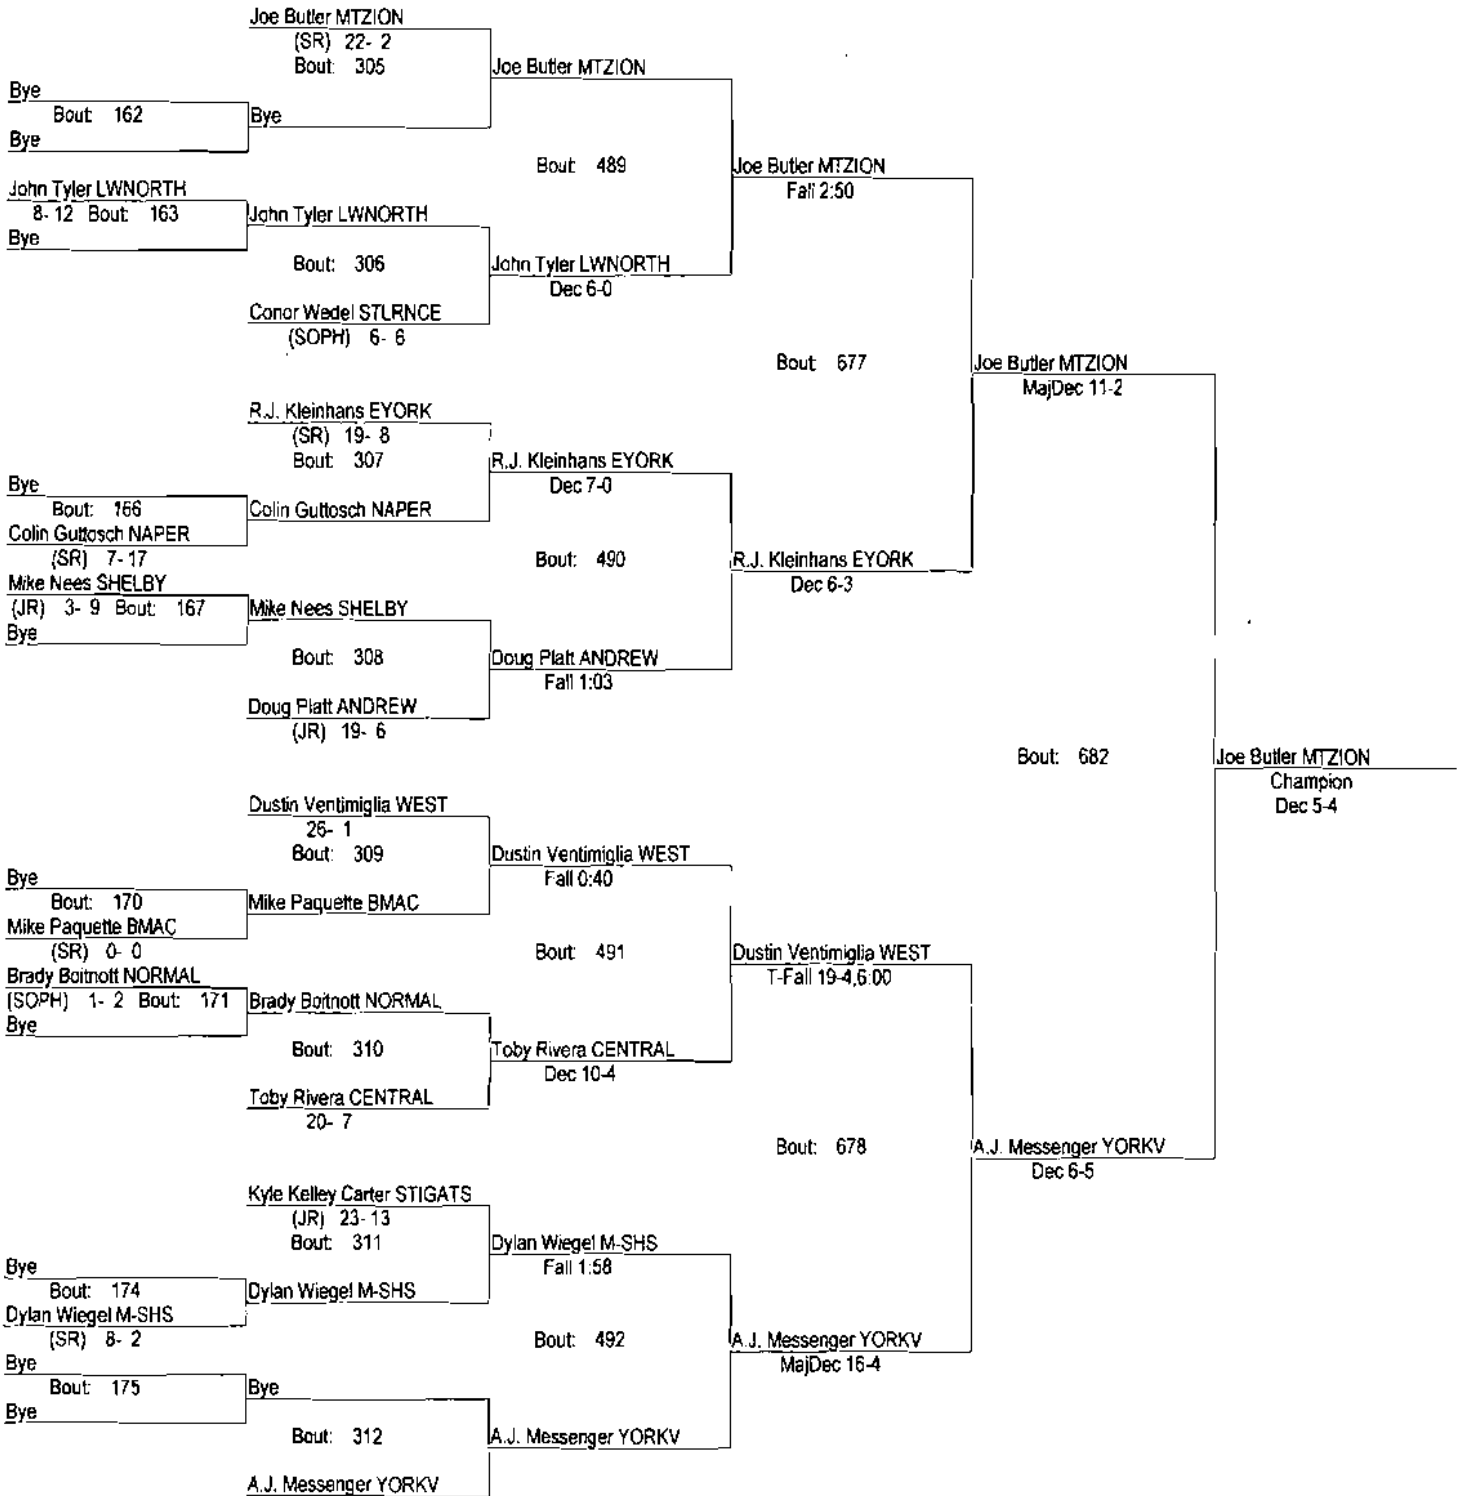 Joe Butler MTZION
(SR) 22- 2
Bout: 305
Joe Butler MTZION
Bye
Bout: 162
Bye
Bye
Bout: 489
Joe Butler MTZION
Fall 2:50
John Tyler LWNORTH
8- 12 Bout: 163
John Tyler LWNORTH
Bye
Bout: 306
John Tyler LWNORTH
Dec 6-0
Conor Wedel STLRNCE
(SOPH) 6- 6
Bout: 677
Joe Butler MTZION
MajDec 11-2
R.J. Kleinhans EYORK
(SR) 19- 8
Bout: 307
R.J. Kleinhans EYORK
Dec 7-0
Bye
Bout: 166
Colin Guttosch NAPER
Colin Guttosch NAPER
(SR) 7- 17
Bout: 490
R.J. Kleinhans EYORK
Dec 6-3
Mike Nees SHELBY
(JR) 3- 9 Bout: 167
Mike Nees SHELBY
Bye
Bout: 308
Doug Platt ANDREW
Fall 1:03
Doug Platt ANDREW
(JR) 19- 6
Bout: 682
Joe Butler MTZION
Champion
Dec 5-4
Dustin Ventimiglia WEST
26- 1
Bout: 309
Dustin Ventimiglia WEST
Fall 0:40
Bye
Bout: 170
Mike Paquette BMAC
Mike Paquette BMAC
(SR) 0- 0
Bout: 491
Dustin Ventimiglia WEST
T-Fall 19-4,6:00
Brady Boitnott NORMAL
(SOPH) 1- 2 Bout: 171
Brady Boitnott NORMAL
Bye
Bout: 310
Toby Rivera CENTRAL
Dec 10-4
Toby Rivera CENTRAL
20- 7
Bout: 678
A.J. Messenger YORKV
Dec 6-5
Kyle Kelley Carter STIGATS
(JR) 23- 13
Bout: 311
Dylan Wiegel M-SHS
Fall 1:58
Bye
Bout: 174
Dylan Wiegel M-SHS
Dylan Wiegel M-SHS
(SR) 8- 2
Bout: 492
A.J. Messenger YORKV
MajDec 16-4
Bye
Bout: 175
Bye
Bye
Bout: 312
A.J. Messenger YORKV
A.J. Messenger YORKV